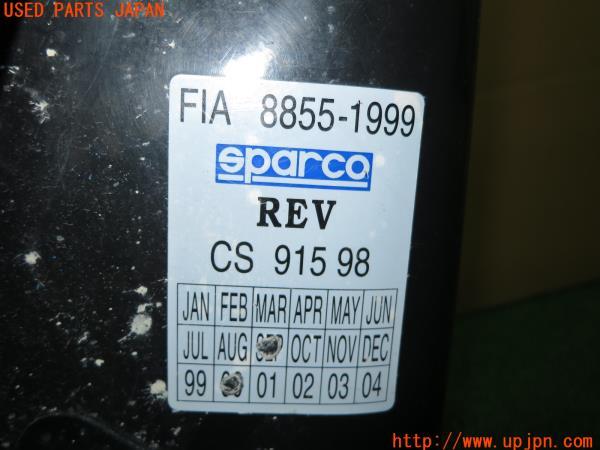 USED PARTS JAPAN
FIA 8855-1999
sparco
REV
CS 915 98
JAN FEB MAR APR MAY JUN
JUL AUG SEP OCT NOV DEC
99 01 02 03 04
http://www.upjpn.com/